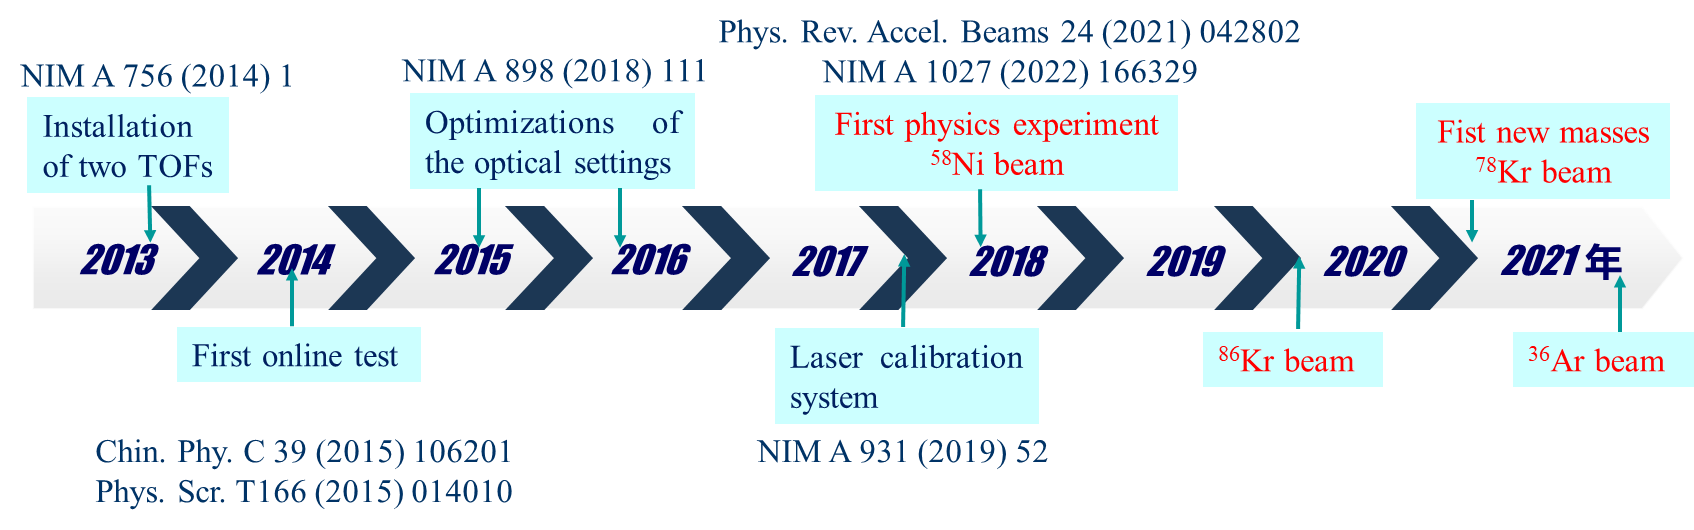 Phys. Rev. Accel. Beams 24 (2021) 042802
NIM A 756 (2014) 1
NIM A 898 (2018) 111
NIM A 1027 (2022) 166329
Installation
of two TOFs
Optimizations of
the optical settings
First physics experiment
⁵⁸Ni beam
Fist new masses
⁷⁸Kr beam
2013
2014
2015
2016
2017
2018
2019
2020
2021年
First online test
Laser calibration
system
⁸⁶Kr beam
³⁶Ar beam
Chin. Phy. C 39 (2015) 106201
Phys. Scr. T166 (2015) 014010
NIM A 931 (2019) 52